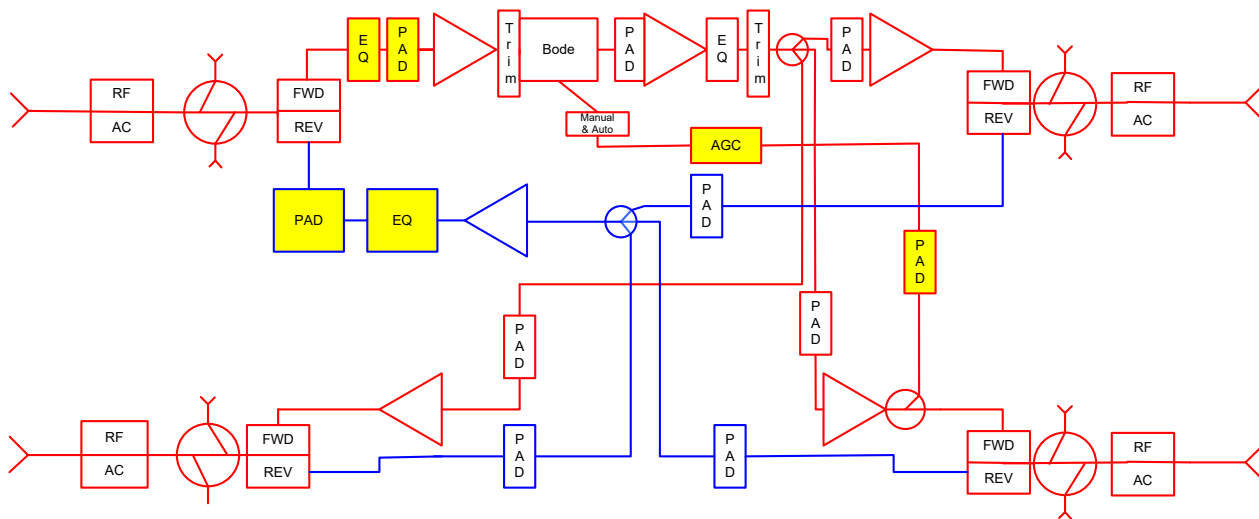 RF
AC
FWD
REV
EQ
PAD
Trim
Bode
PAD
EQ
Trim
PAD
FWD
REV
RF
AC
Manual
& Auto
AGC
PAD
EQ
PAD
PAD
PAD
PAD
RF
AC
FWD
REV
PAD
PAD
FWD
REV
RF
AC